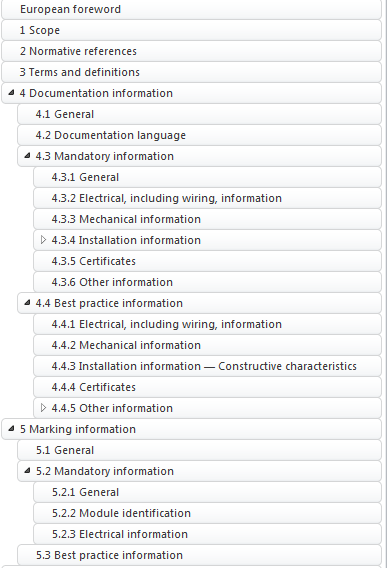 European foreword
1 Scope
2 Normative references
3 Terms and definitions
4 Documentation information
4.1 General
4.2 Documentation language
4.3 Mandatory information
4.3.1 General
4.3.2 Electrical, including wiring, information
4.3.3 Mechanical information
4.3.4 Installation information
4.3.5 Certificates
4.3.6 Other information
4.4 Best practice information
4.4.1 Electrical, including wiring, information
4.4.2 Mechanical information
4.4.3 Installation information — Constructive characteristics
4.4.4 Certificates
4.4.5 Other information
5 Marking information
5.1 General
5.2 Mandatory information
5.2.1 General
5.2.2 Module identification
5.2.3 Electrical information
5.3 Best practice information